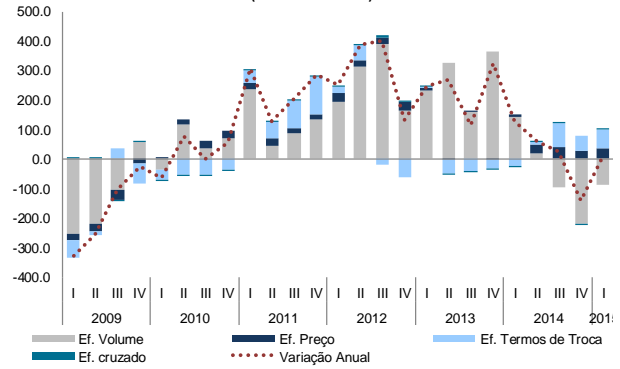 500.0
400.0
300.0
200.0
100.0
0.0
-100.0
-200.0
-300.0
-400.0
I II III IV I II III IV I II III IV I II III IV I II III IV I II III IV I
2009 2010 2011 2012 2013 2014 2015
Ef. Volume Ef. Preço Ef. Termos de Troca
Ef. cruzado Variação Anual